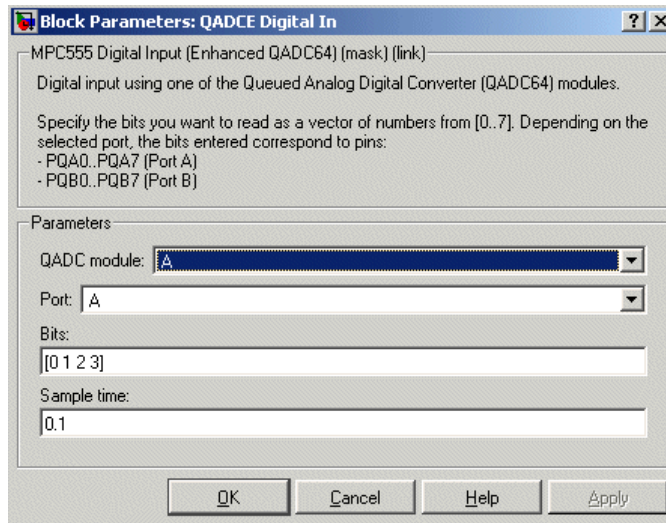 Block Parameters: QADCE Digital In
MPC555 Digital Input (Enhanced QADC64) (mask) (link)
Digital input using one of the Queued Analog Digital Converter (QADC64) modules.
Specify the bits you want to read as a vector of numbers from [0..7]. Depending on the
selected port, the bits entered correspond to pins:
- PQA0..PQA7 (Port A)
- PQB0..PQB7 (Port B)
Parameters
QADC module: A
Port: A
Bits:
[0 1 2 3]
Sample time:
0.1
OK Cancel Help Apply